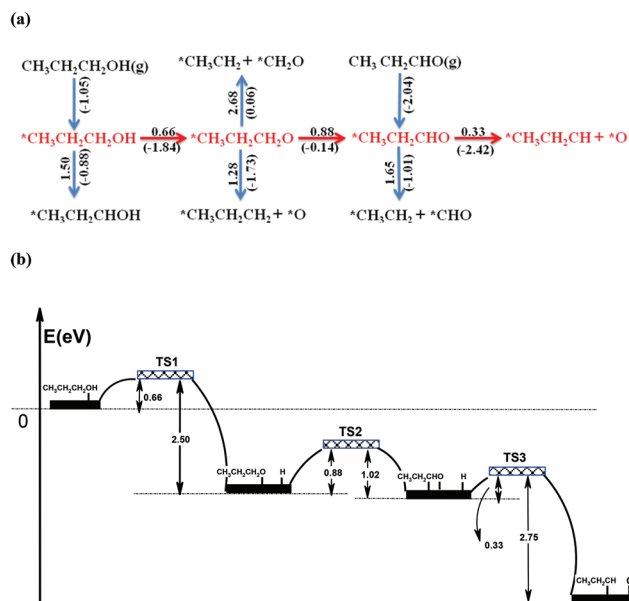 (a)
CH3CH2CH2OH(g)
*CH3CH2 + *CH2O
CH3 CH2CHO(g)
(-1.05)
2.68
(0.06)
(-2.04)
*CH3CH2CH2OH
0.66
(-1.84)
*CH3CH2CH2O
0.88
(-0.14)
*CH3CH2CHO
0.33
(-2.42)
*CH3CH2CH + *O
1.50
(-0.88)
1.28
(-1.73)
1.65
(-1.01)
*CH3CH2CHOH
*CH3CH2CH2 + *O
*CH3CH2 + *CHO
(b)
E(eV)
TS1
CH3CH2CH2OH
0.66
0
2.50
TS2
CH3CH2CH2O H
0.88
1.02
CH3CH2CHO H
TS3
0.33
2.75
CH3CH2CH